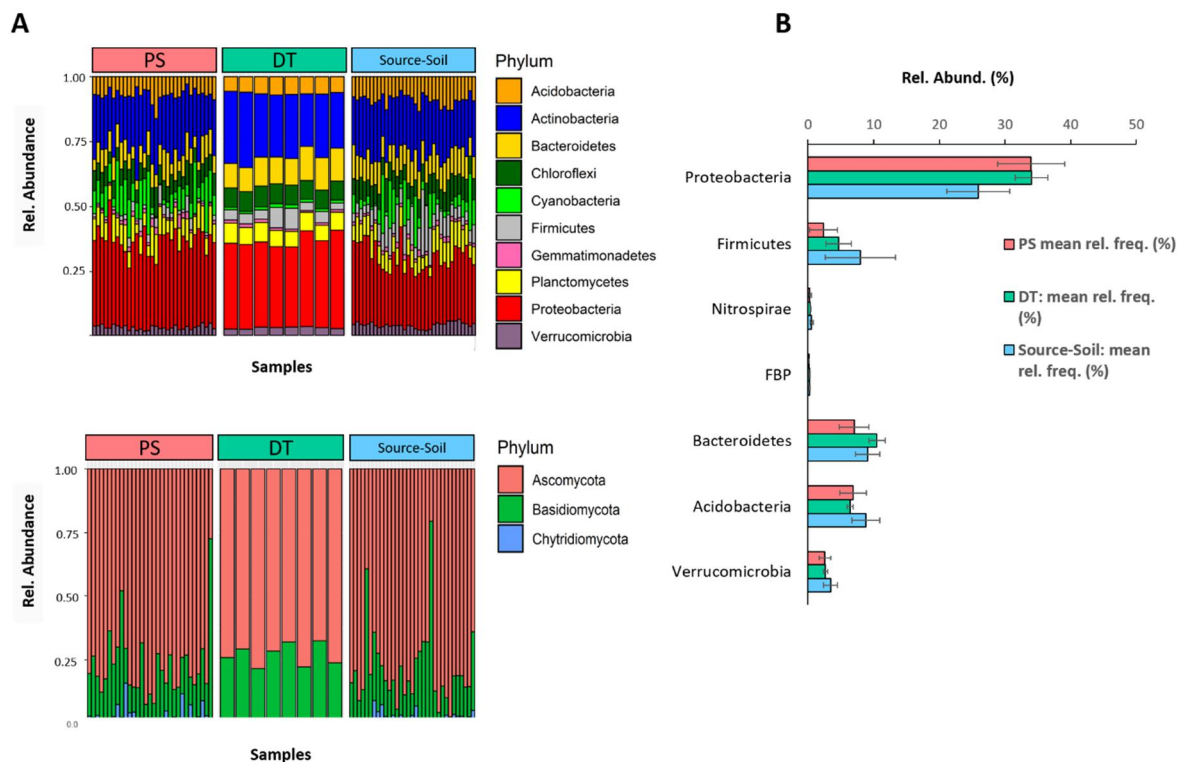 A
PS
DT
Source-Soil
Rel. Abundance
1.00
0.75
0.50
0.25
Samples
Phylum
Acidobacteria
Actinobacteria
Bacteroidetes
Chloroflexi
Cyanobacteria
Firmicutes
Gemmatimonadetes
Planctomycetes
Proteobacteria
Verrucomicrobia
PS
DT
Source-Soil
Rel. Abundance
1.00
0.75
0.50
0.25
0.0
Samples
Phylum
Ascomycota
Basidiomycota
Chytridiomycota
B
Rel. Abund. (%)
0 10 20 30 40 50
Proteobacteria
Firmicutes
Nitrospirae
FBP
Bacteroidetes
Acidobacteria
Verrucomicrobia
PS mean rel. freq. (%)
DT: mean rel. freq.
(%)
Source-Soil: mean
rel. freq. (%)